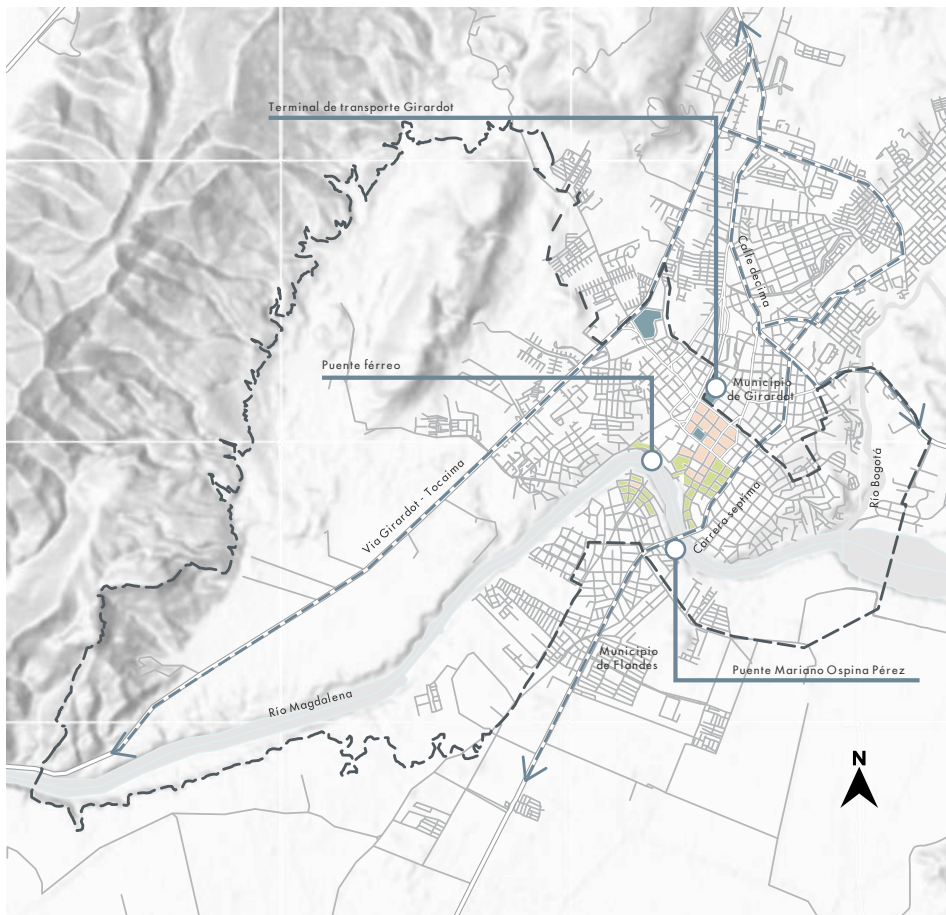 Terminal de transporte Girardot
Calle decima
Puente férreo
Municipio
de Girardot
Via Girardot - Tocaima
Río Bogotá
Carrera septima
Municipio
de Flandes
Puente Mariano Ospina Pérez
Río Magdalena
N